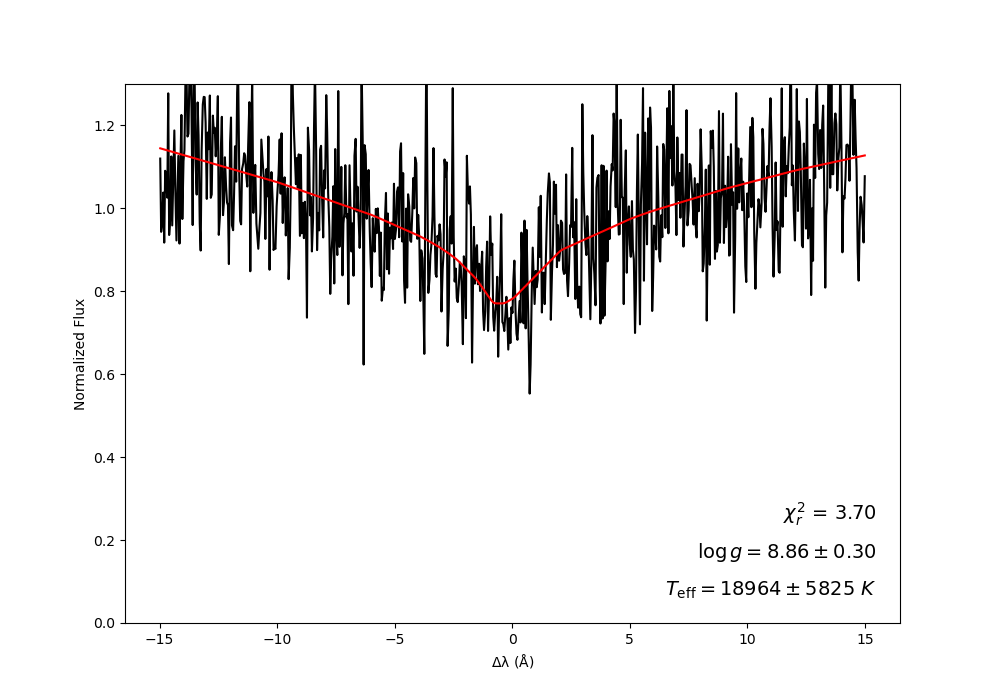 1.2
1.0
0.8
0.6
0.4
0.2
0.0
Normalized Flux
χ²ᵣ = 3.70
log g = 8.86 ± 0.30
T_eff = 18964 ± 5825 K
−15 −10 −5 0 5 10 15
Δλ (Å)